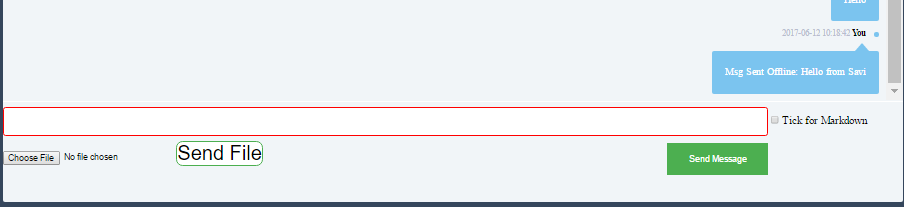 Hello
2017-06-12 10:18:42 You
Msg Sent Offline: Hello from Savi
Tick for Markdown
Choose File No file chosen
Send File
Send Message